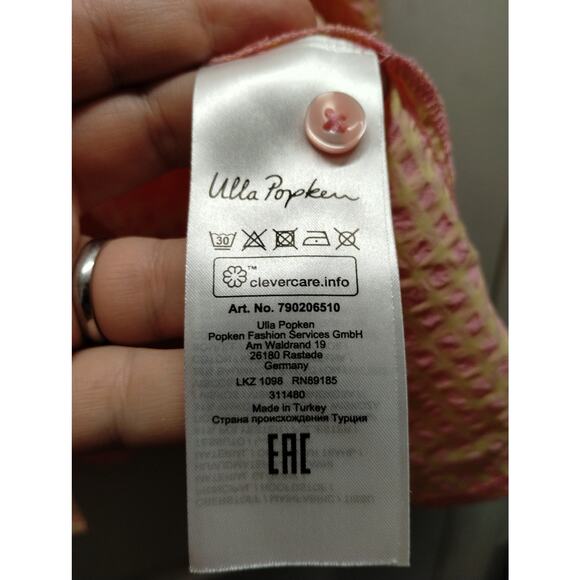 Ulla Popken
30
™
clevercare.info
Art. No. 790206510
Ulla Popken
Popken Fashion Services GmbH
Am Waldrand 19
26180 Rastede
Germany
LKZ 1098 RN89185
311480
Made in Turkey
Страна происхождения Турция
EAC